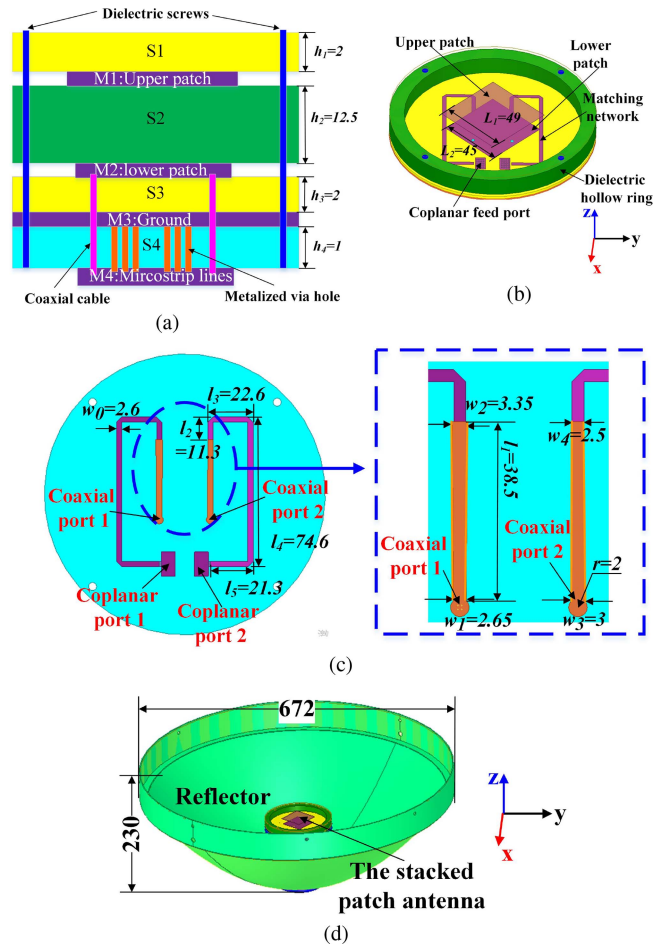 Dielectric screws
S1
h1=2
M1:Upper patch
S2
h2=12.5
M2:lower patch
S3
h3=2
M3:Ground
S4
h4=1
M4:Mircostrip lines
Coaxial cable
Metalized via hole
(a)
Upper patch
Lower patch
Matching network
L1=49
L2=45
Coplanar feed port
Dielectric hollow ring
z
y
x
(b)
w0=2.6
l3=22.6
l2
=11.3
Coaxial port 1
Coaxial port 2
l4=74.6
l5=21.3
Coplanar port 1
Coplanar port 2
w2=3.35
w4=2.5
l1=38.5
Coaxial port 1
Coaxial port 2
r=2
w1=2.65
w3=3
(c)
672
230
Reflector
The stacked patch antenna
z
y
x
(d)